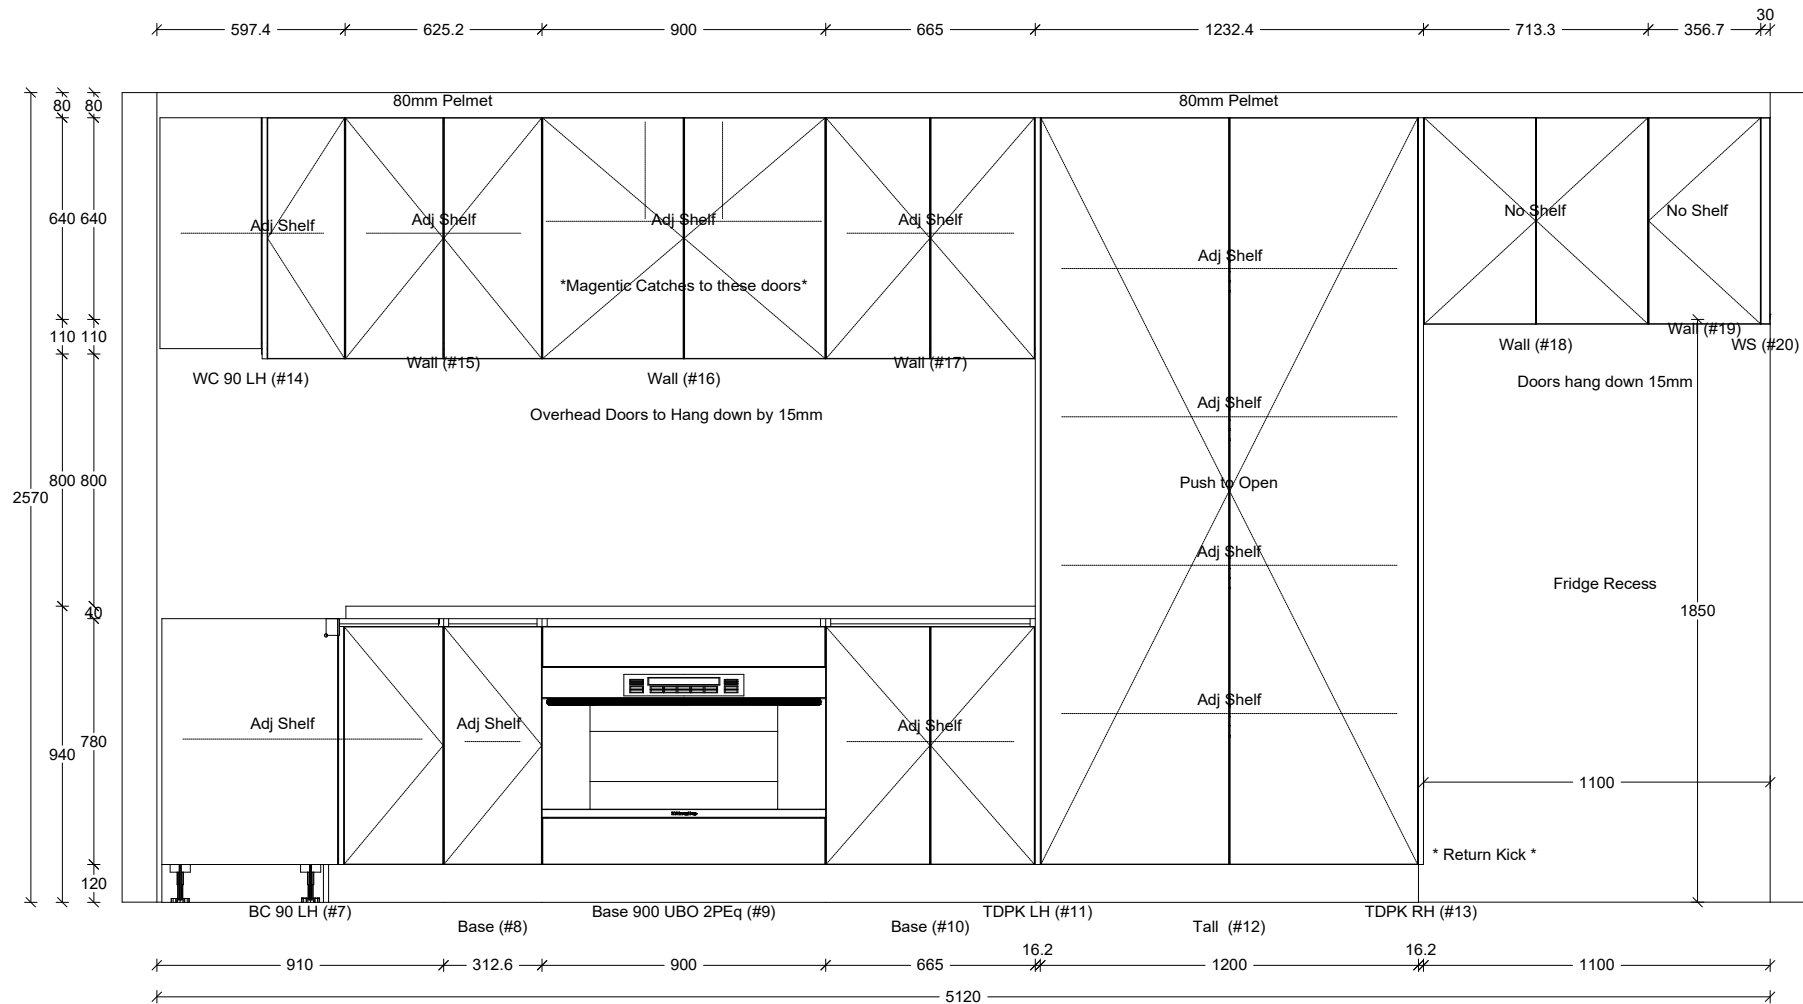 30
597.4 625.2 900 665 1232.4 713.3 356.7
80 80
80mm Pelmet 80mm Pelmet
640 640
Adj Shelf Adj Shelf Adj Shelf Adj Shelf No Shelf No Shelf
Adj Shelf
*Magentic Catches to these doors*
110 110
Wall (#19)
WS (#20)
Wall (#18)
Wall (#15) Wall (#17)
WC 90 LH (#14) Wall (#16)
Doors hang down 15mm
Adj Shelf
Overhead Doors to Hang down by 15mm
800 800
Push to Open
2570
Adj Shelf
Fridge Recess
40
1850
Adj Shelf
Adj Shelf Adj Shelf Adj Shelf
780
940
1100
* Return Kick *
120
BC 90 LH (#7) Base 900 UBO 2PEq (#9) TDPK LH (#11) TDPK RH (#13)
Base (#8) Base (#10) Tall (#12)
16.2 16.2
910 312.6 900 665 1200 1100
5120